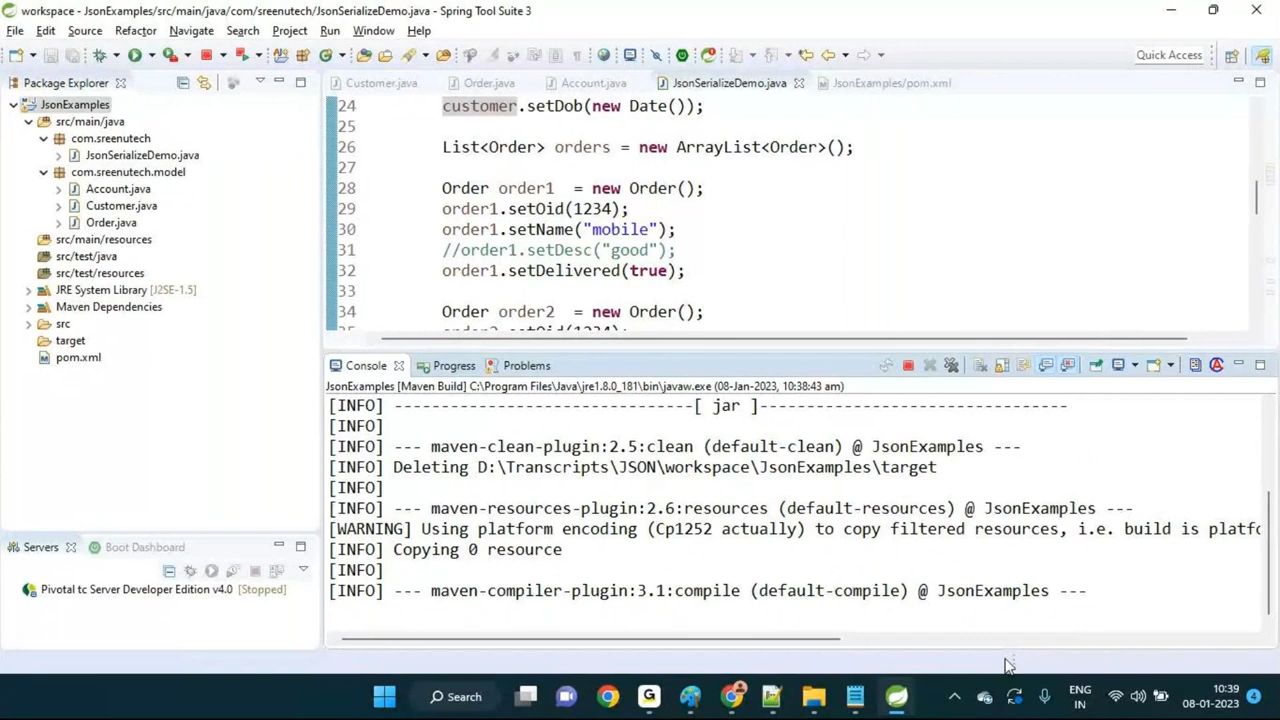 workspace - JsonExamples/src/main/java/com/sreenutech/JsonSerializeDemo.java - Spring Tool Suite 3
File Edit Source Refactor Navigate Search Project Run Window Help
Quick Access
Package Explorer
JsonExamples
src/main/java
com.sreenutech
JsonSerializeDemo.java
com.sreenutech.model
Account.java
Customer.java
Order.java
src/main/resources
src/test/java
src/test/resources
JRE System Library [J2SE-1.5]
Maven Dependencies
src
target
pom.xml
Servers Boot Dashboard
Pivotal tc Server Developer Edition v4.0 [Stopped]
Customer.java Order.java Account.java JsonSerializeDemo.java JsonExamples/pom.xml
24 customer.setDob(new Date());
25
26 List<Order> orders = new ArrayList<Order>();
27
28 Order order1 = new Order();
29 order1.setOid(1234);
30 order1.setName("mobile");
31 //order1.setDesc("good");
32 order1.setDelivered(true);
33
34 Order order2 = new Order();
35 order2.setOid(1234);
Console Progress Problems
JsonExamples [Maven Build] C:\Program Files\Java\jre1.8.0_181\bin\javaw.exe (08-Jan-2023, 10:38:43 am)
[INFO] --------------------------------[ jar ]---------------------------------
[INFO]
[INFO] --- maven-clean-plugin:2.5:clean (default-clean) @ JsonExamples ---
[INFO] Deleting D:\Transcripts\JSON\workspace\JsonExamples\target
[INFO]
[INFO] --- maven-resources-plugin:2.6:resources (default-resources) @ JsonExamples ---
[WARNING] Using platform encoding (Cp1252 actually) to copy filtered resources, i.e. build is platfo
[INFO] Copying 0 resource
[INFO]
[INFO] --- maven-compiler-plugin:3.1:compile (default-compile) @ JsonExamples ---
Search
ENG
IN
10:39
08-01-2023
4